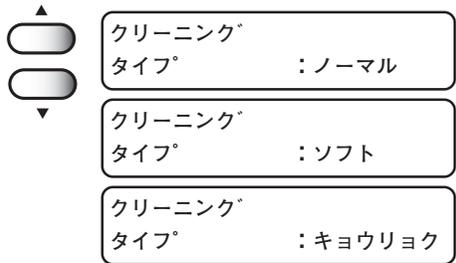 ▲
▼
クリーニング
タイプ :ノーマル
クリーニング
タイプ :ソフト
クリーニング
タイプ :キョウリョク